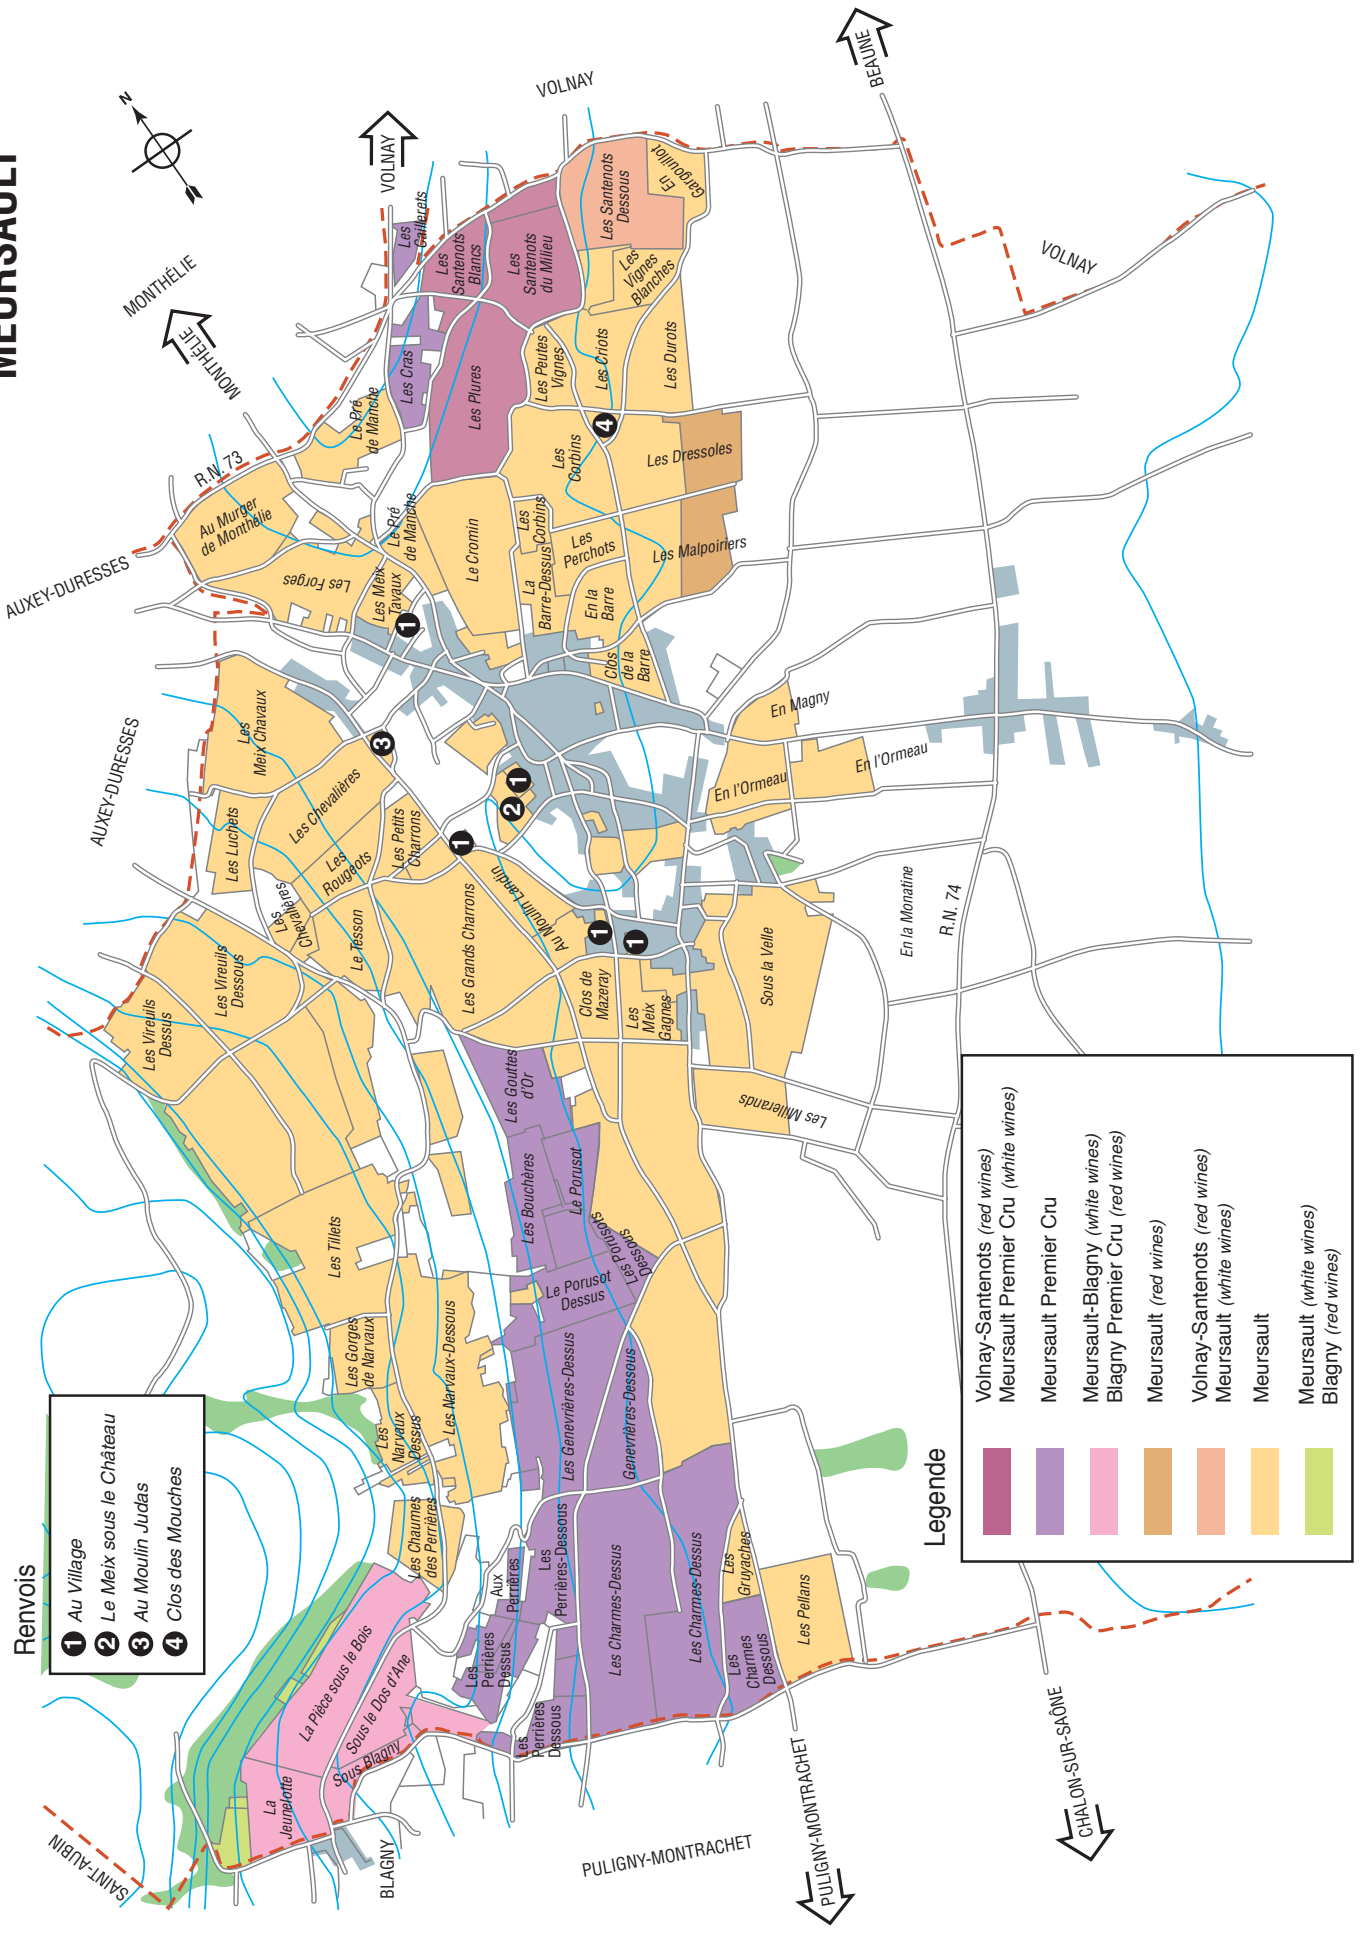 MEURSAULT
N
AUXEY-DURESSES
MONTHÉLIE
MONTHÉLIE
R.N. 73
VOLNAY
VOLNAY
BEAUNE
VOLNAY
AUXEY-DURESSES
Au Murger
de Monthélie
Le Pré
de Manche
Les
Caillerets
Les Cras
Les
Santenots
Blancs
Les
Santenots
du Milieu
Les Santenots
Dessous
En
Gargouillot
Les
Vignes
Blanches
Les Plures
Les Peutes
Vignes
Les Criots
Les Durots
Les Forges
Les Meix
Tavaux
Le Pré
de Manche
Le Cromin
Les
Corbins
Les
Corbins
4
Les Dressoles
La
Barre-Dessus
Les
Perchots
Les Malpoiriers
En la
Barre
Clos
de la
Barre
1
Les
Meix Chavaux
3
Les Chevalières
Les Luchets
Les
Rougeots
Les Petits
Charrons
Les
Chevalières
1
2
1
En Magny
En l'Ormeau
En l'Ormeau
Les Vireuils
Dessous
Les Vireuils
Dessus
Le Tesson
Les Grands Charrons
Au Moulin Landin
1
1
Clos de
Mazeray
Les
Meix
Gagnes
Sous la Velle
En la Monatine
R.N. 74
Les Millerands
Les Gouttes
d'Or
Les Bouchères
Le Porusot
Les Porusots
Dessous
Le Porusot
Dessus
Les Tillets
Les Gorges
de Narvaux
Les Narvaux-Dessous
Les
Narvaux
Dessus
Les Genevrières-Dessus
Genevrières-Dessous
Les Chaumes
des Perrières
Aux
Perrières
Les
Perrières-Dessous
Les
Perrières
Dessus
Les
Perrières
Dessous
Les Charmes-Dessus
Les Charmes-Dessus
Les
Charmes
Dessous
Les
Gruyaches
Les Pellans
La Pièce sous le Bois
Sous le Dos d'Ane
Sous Blagny
La
Jeunelotte
SAINT-AUBIN
BLAGNY
PULIGNY-MONTRACHET
PULIGNY-MONTRACHET
CHALON-SUR-SAÔNE
Renvois
1 Au Village
2 Le Meix sous le Château
3 Au Moulin Judas
4 Clos des Mouches
Legende
Volnay-Santenots (red wines)
Meursault Premier Cru (white wines)
Meursault Premier Cru
Meursault-Blagny (white wines)
Blagny Premier Cru (red wines)
Meursault (red wines)
Volnay-Santenots (red wines)
Meursault (white wines)
Meursault
Meursault (white wines)
Blagny (red wines)